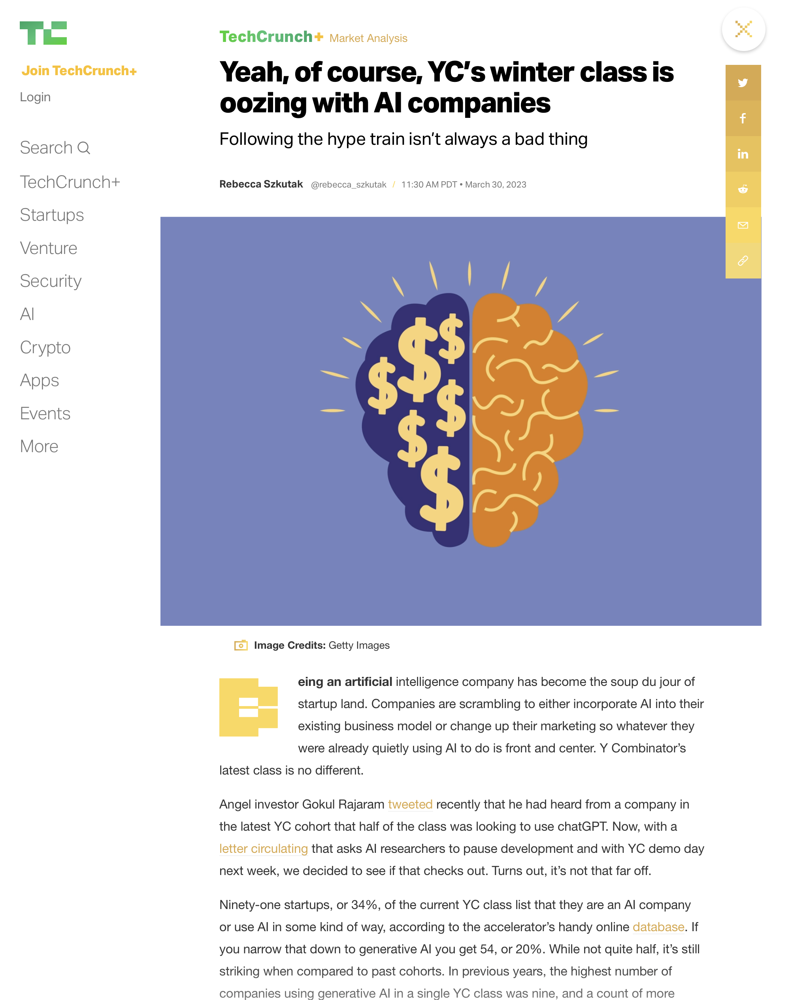 TC
Join TechCrunch+
Login
Search
TechCrunch+
Startups
Venture
Security
AI
Crypto
Apps
Events
More
TechCrunch+ Market Analysis
Yeah, of course, YC's winter class is
oozing with AI companies
Following the hype train isn't always a bad thing
Rebecca Szkutak @rebecca_szkutak / 11:30 AM PDT • March 30, 2023
f
in
$ $ $ $ $ $
Image Credits: Getty Images
B
eing an artificial intelligence company has become the soup du jour of
startup land. Companies are scrambling to either incorporate AI into their
existing business model or change up their marketing so whatever they
were already quietly using AI to do is front and center. Y Combinator's
latest class is no different.
Angel investor Gokul Rajaram tweeted recently that he had heard from a company in
the latest YC cohort that half of the class was looking to use chatGPT. Now, with a
letter circulating that asks AI researchers to pause development and with YC demo day
next week, we decided to see if that checks out. Turns out, it's not that far off.
Ninety-one startups, or 34%, of the current YC class list that they are an AI company
or use AI in some kind of way, according to the accelerator's handy online database. If
you narrow that down to generative AI you get 54, or 20%. While not quite half, it's still
striking when compared to past cohorts. In previous years, the highest number of
companies using generative AI in a single YC class was nine, and a count of more